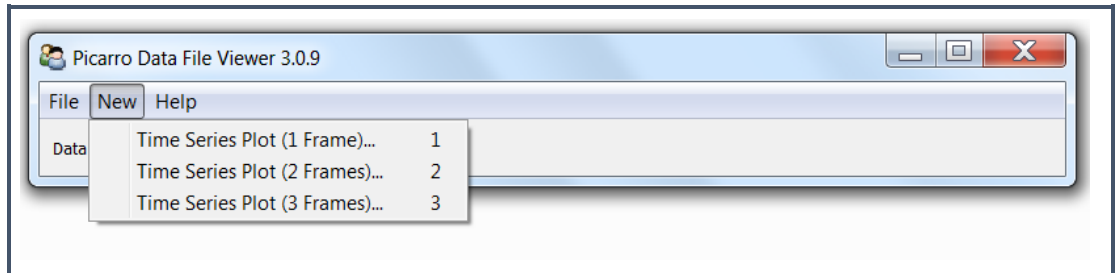 Picarro Data File Viewer 3.0.9
File New Help
Data
Time Series Plot (1 Frame)... 1
Time Series Plot (2 Frames)... 2
Time Series Plot (3 Frames)... 3